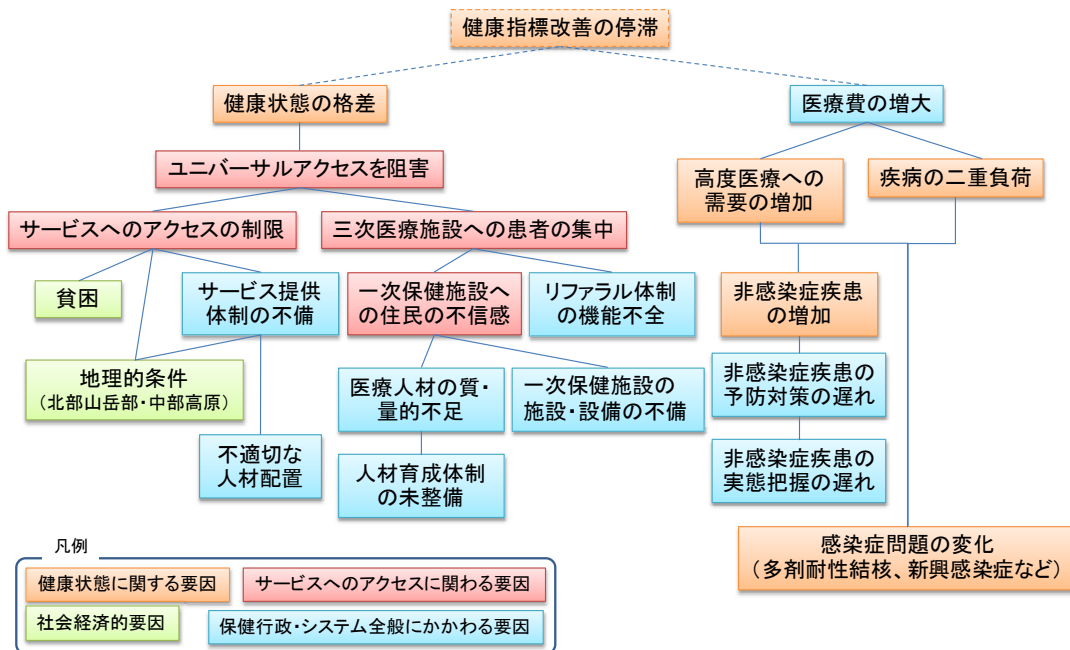 健康指標改善の停滞
健康状態の格差
医療費の増大
ユニバーサルアクセスを阻害
高度医療への
需要の増加
疾病の二重負荷
サービスへのアクセスの制限
三次医療施設への患者の集中
貧困
サービス提供
体制の不備
一次保健施設へ
の住民の不信感
リファラル体制
の機能不全
非感染症疾患
の増加
地理的条件
（北部山岳部・中部高原）
医療人材の質・
量的不足
一次保健施設の
施設・設備の不備
非感染症疾患の
予防対策の遅れ
不適切な
人材配置
人材育成体制
の未整備
非感染症疾患の
実態把握の遅れ
感染症問題の変化
（多剤耐性結核、新興感染症など）
凡例
健康状態に関する要因
サービスへのアクセスに関わる要因
社会経済的要因
保健行政・システム全般にかかわる要因